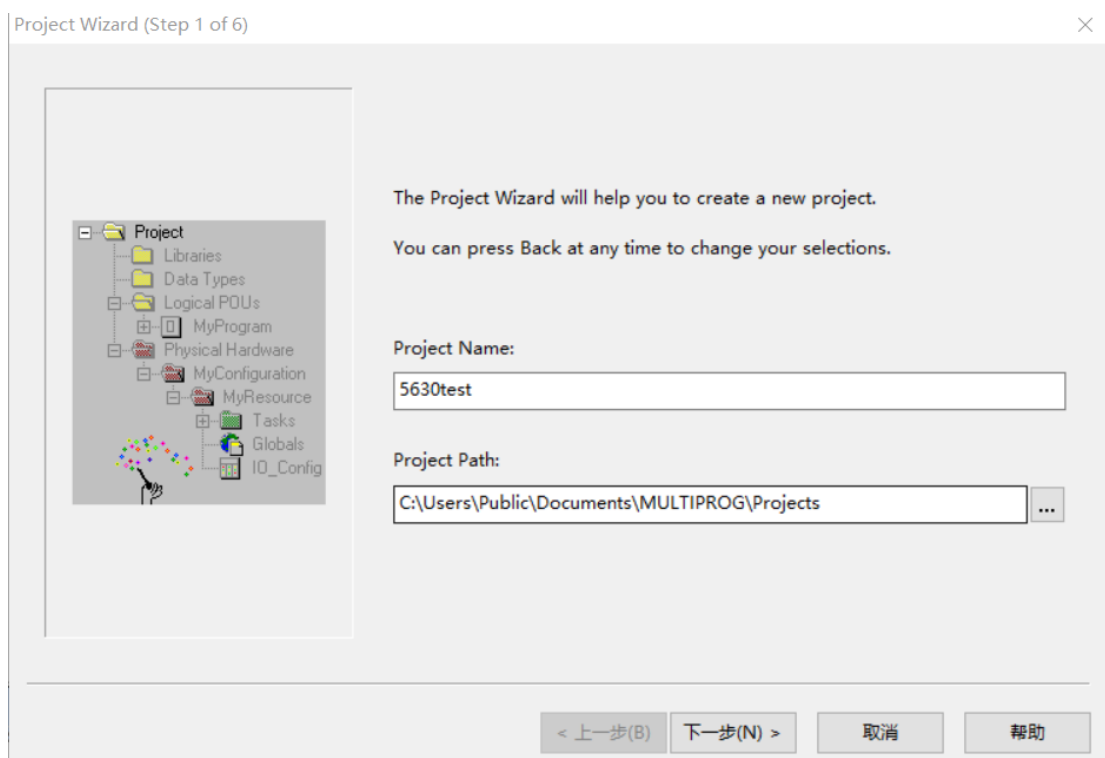 Project Wizard (Step 1 of 6)
Project
Libraries
Data Types
Logical POUs
MyProgram
Physical Hardware
MyConfiguration
MyResource
Tasks
Globals
IO_Config
The Project Wizard will help you to create a new project.
You can press Back at any time to change your selections.
Project Name:
5630test
Project Path:
C:\Users\Public\Documents\MULTIPROG\Projects
...
< 上一步(B)
下一步(N) >
取消
帮助